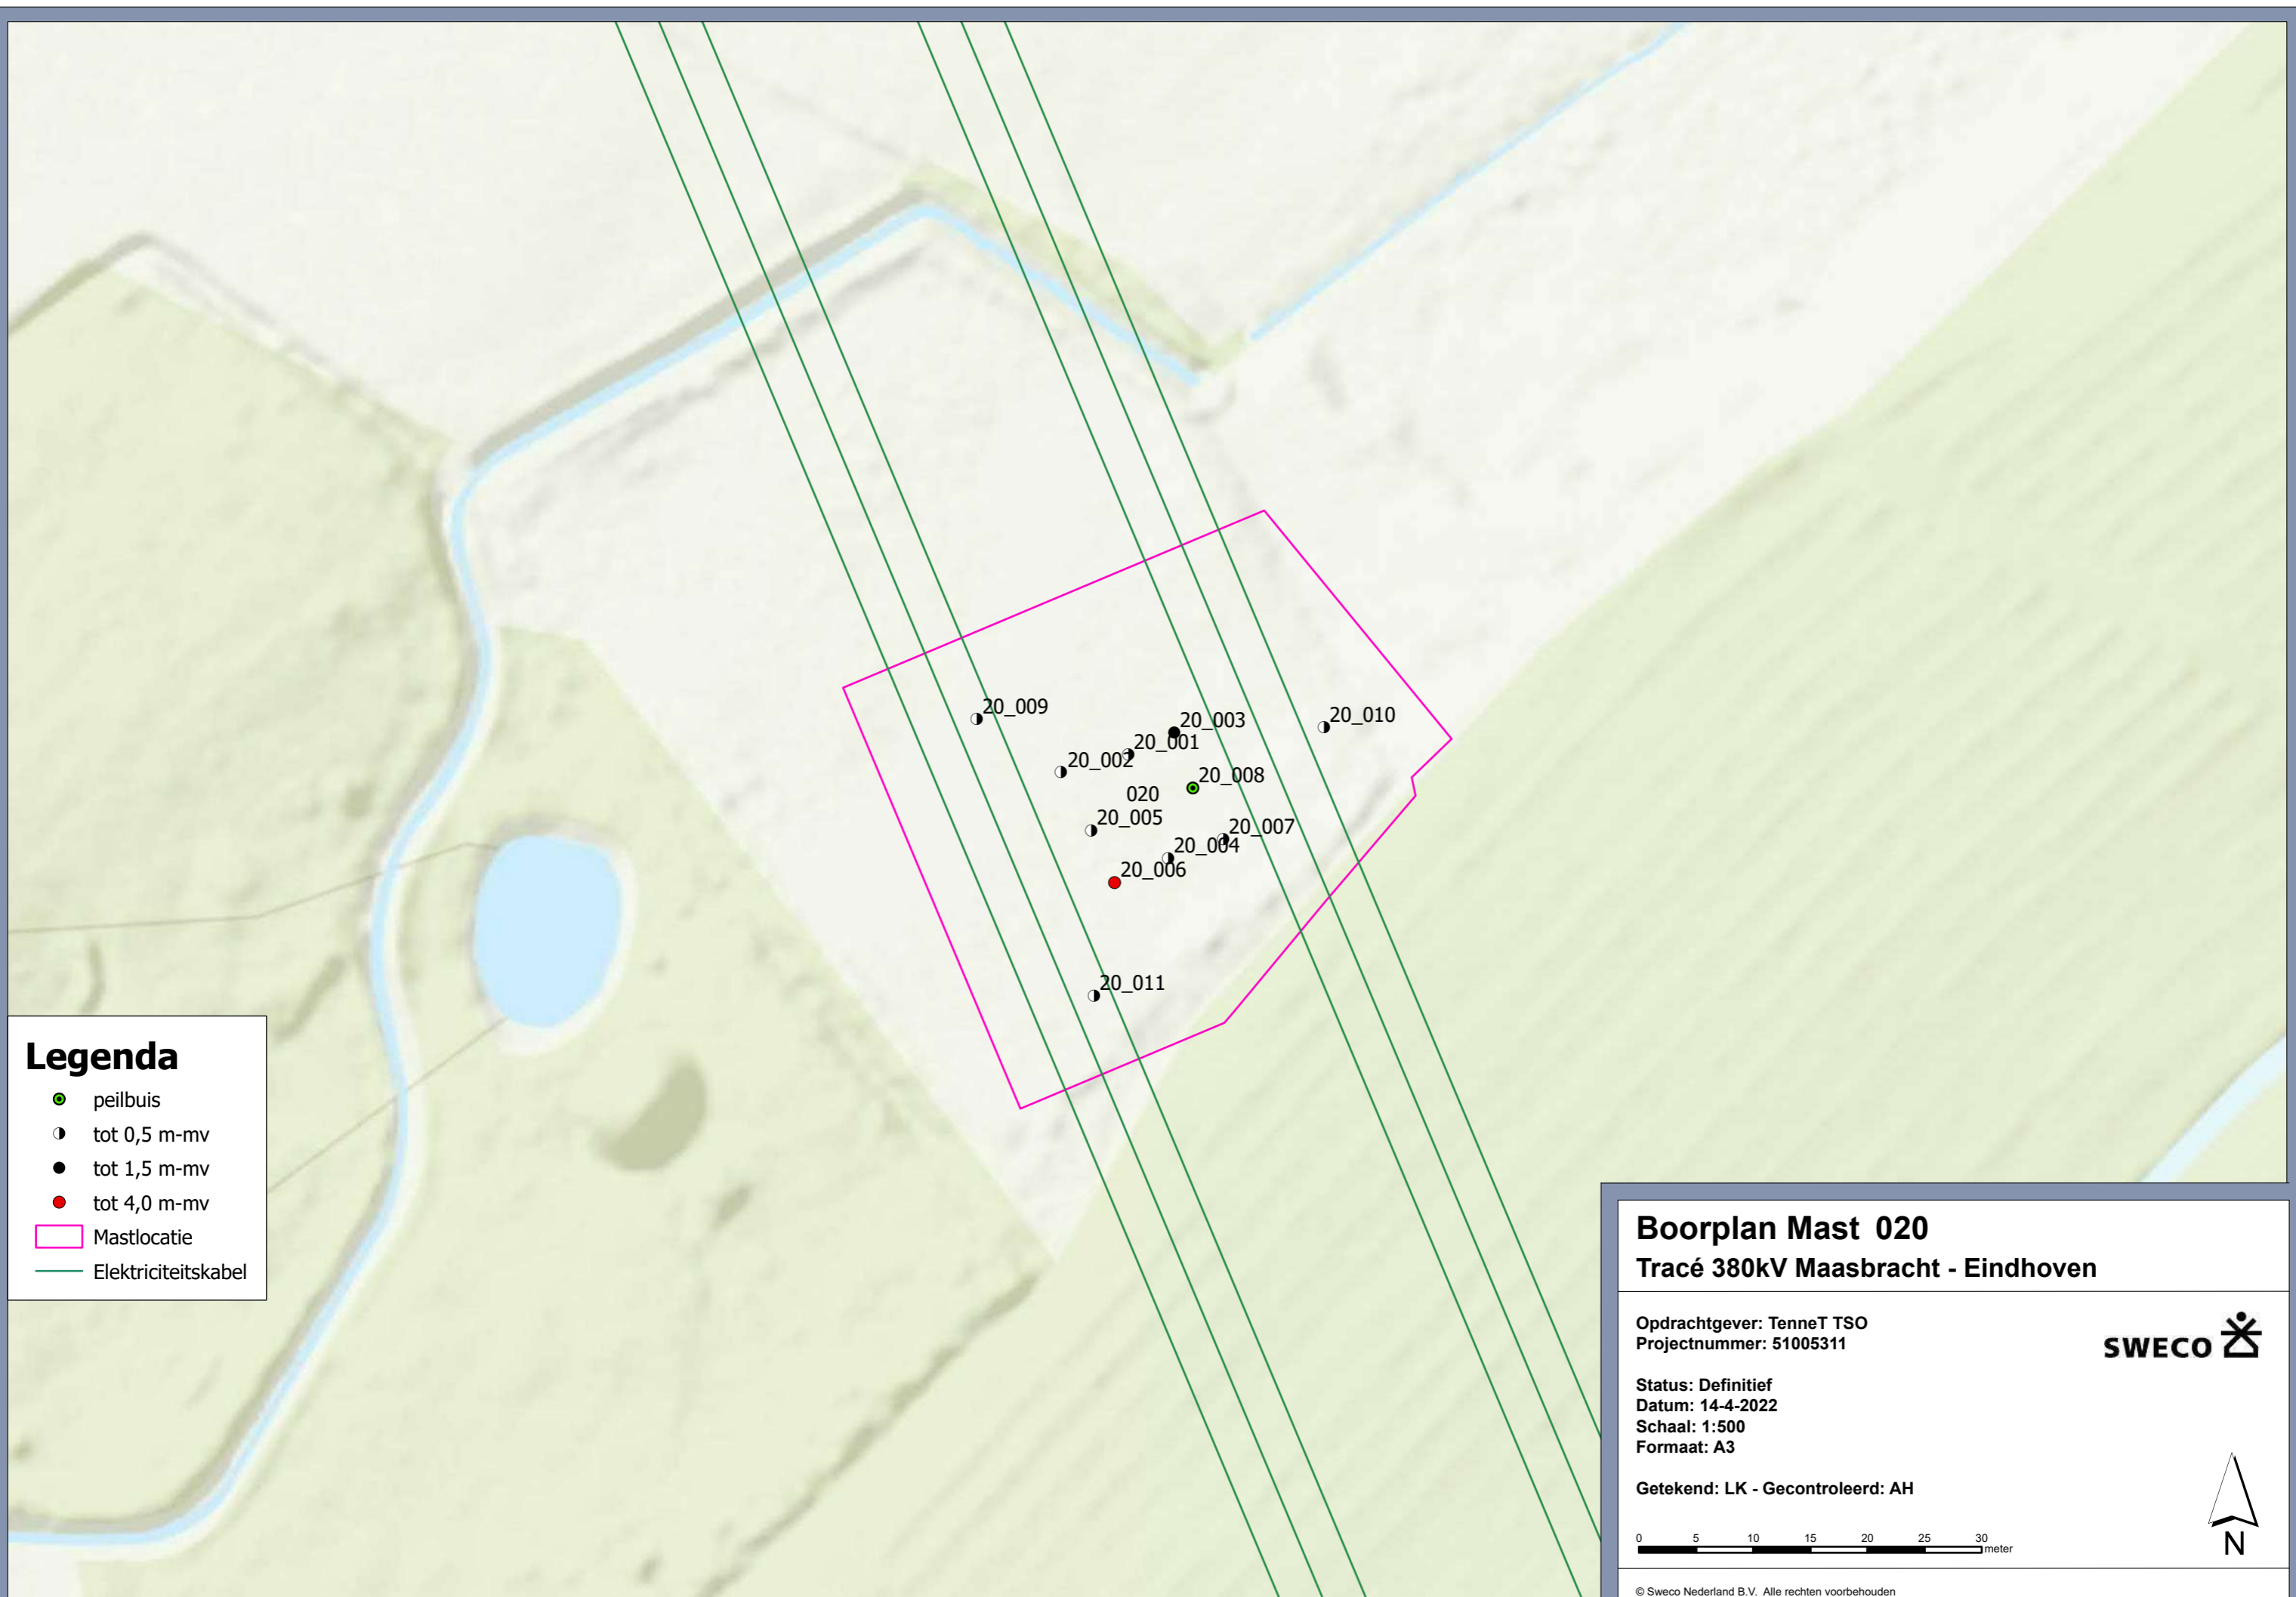 20_009
20_003
20_010
20_001
20_002
20_008
020
20_005
20_007
20_004
20_006
20_011
Legenda
peilbuis
tot 0,5 m-mv
tot 1,5 m-mv
tot 4,0 m-mv
Mastlocatie
Elektriciteitskabel
Boorplan Mast 020
Tracé 380kV Maasbracht - Eindhoven
Opdrachtgever: TenneT TSO
Projectnummer: 51005311
SWECO
Status: Definitief
Datum: 14-4-2022
Schaal: 1:500
Formaat: A3
Getekend: LK - Gecontroleerd: AH
0 5 10 15 20 25 30
meter
N
© Sweco Nederland B.V. Alle rechten voorbehouden